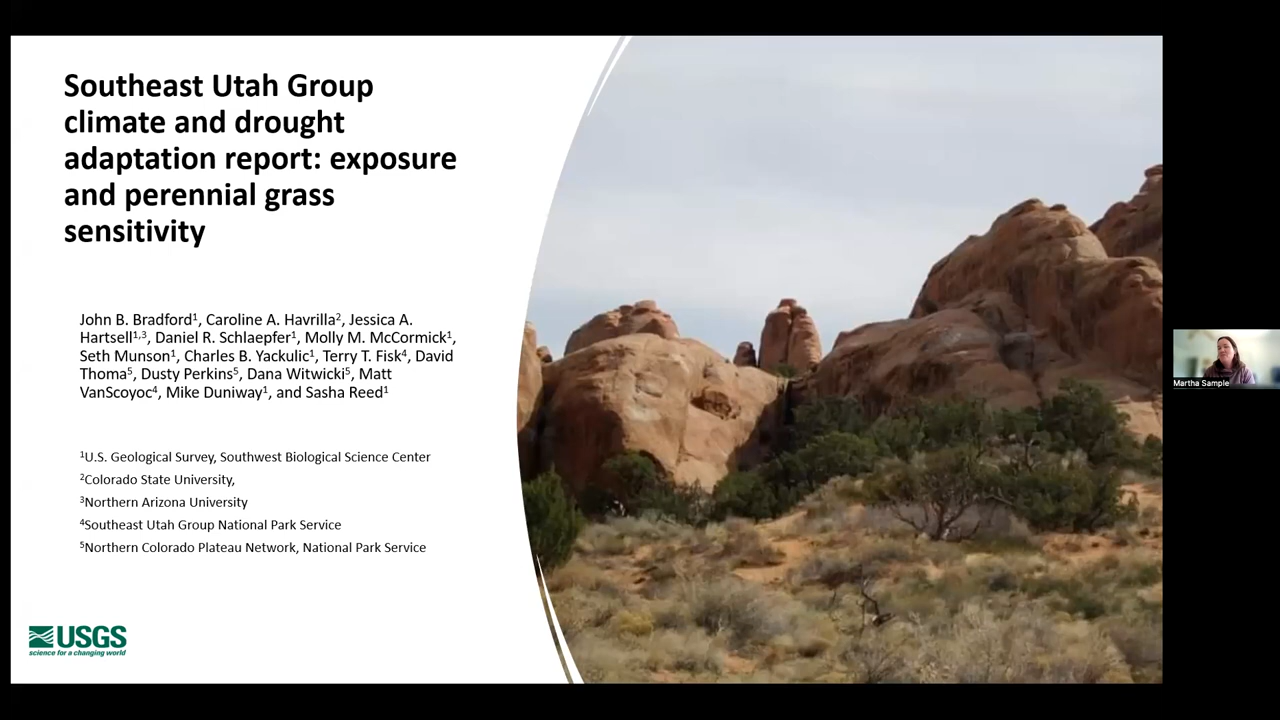 Southeast Utah Group
climate and drought
adaptation report: exposure
and perennial grass
sensitivity
John B. Bradford¹, Caroline A. Havrilla², Jessica A.
Hartsell¹,³, Daniel R. Schlaepfer¹, Molly M. McCormick¹,
Seth Munson¹, Charles B. Yackulic¹, Terry T. Fisk⁴, David
Thoma⁵, Dusty Perkins⁵, Dana Witwicki⁵, Matt
VanScoyoc⁴, Mike Duniway¹, and Sasha Reed¹
¹U.S. Geological Survey, Southwest Biological Science Center
²Colorado State University,
³Northern Arizona University
⁴Southeast Utah Group National Park Service
⁵Northern Colorado Plateau Network, National Park Service
USGS
science for a changing world
Martha Sample